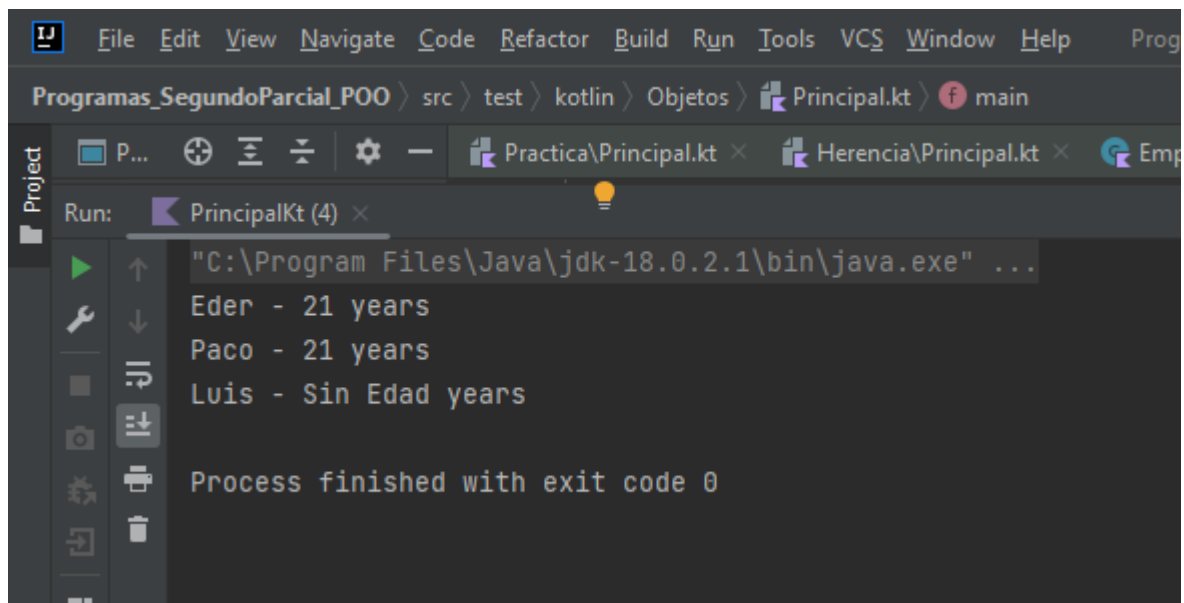 IJ File Edit View Navigate Code Refactor Build Run Tools VCS Window Help Prog
Programas_SegundoParcial_POO src test kotlin Objetos Principal.kt f main
Project
P... Practica\Principal.kt Herencia\Principal.kt Emp
Run: PrincipalKt (4)
"C:\Program Files\Java\jdk-18.0.2.1\bin\java.exe" ...
Eder - 21 years
Paco - 21 years
Luis - Sin Edad years
Process finished with exit code 0